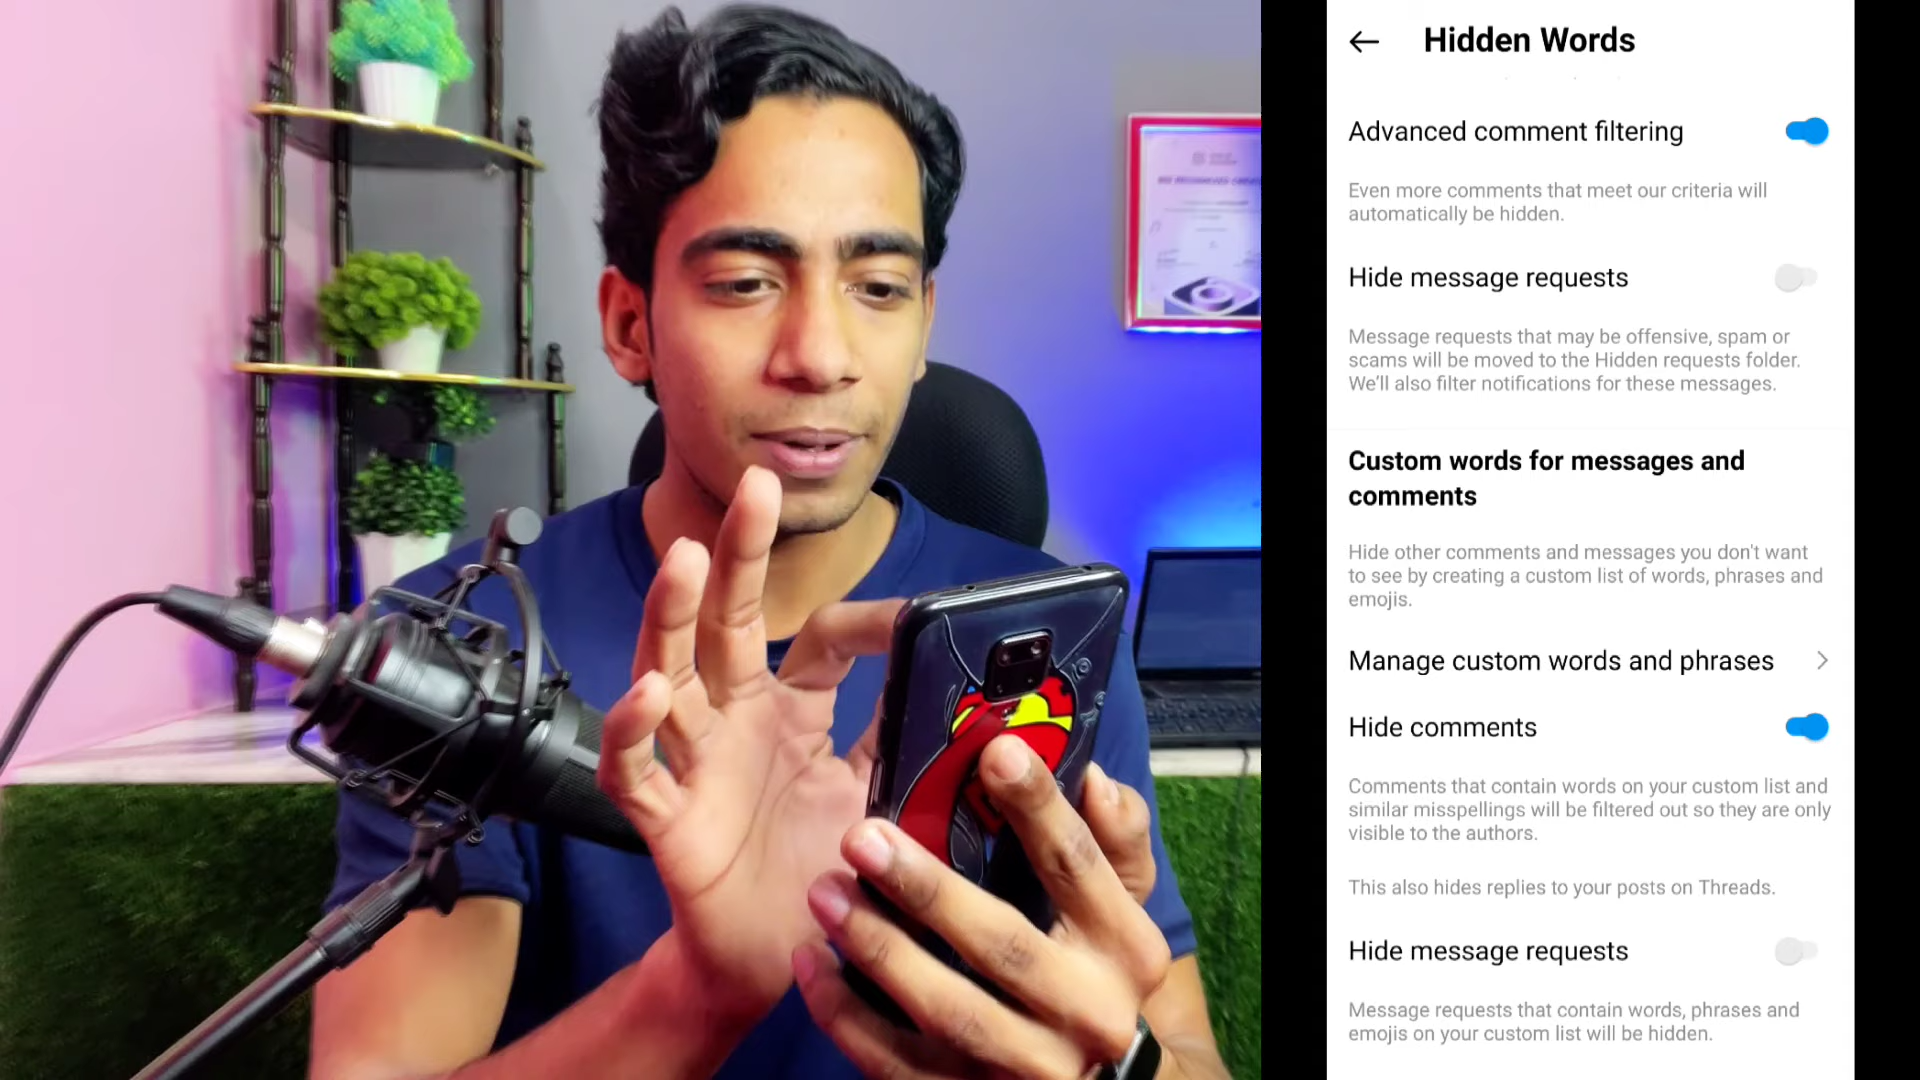 Hidden Words
Advanced comment filtering
Even more comments that meet our criteria will
automatically be hidden.
Hide message requests
Message requests that may be offensive, spam or
scams will be moved to the Hidden requests folder.
We'll also filter notifications for these messages.
Custom words for messages and
comments
Hide other comments and messages you don't want
to see by creating a custom list of words, phrases and
emojis.
Manage custom words and phrases
Hide comments
Comments that contain words on your custom list and
similar misspellings will be filtered out so they are only
visible to the authors.
This also hides replies to your posts on Threads.
Hide message requests
Message requests that contain words, phrases and
emojis on your custom list will be hidden.